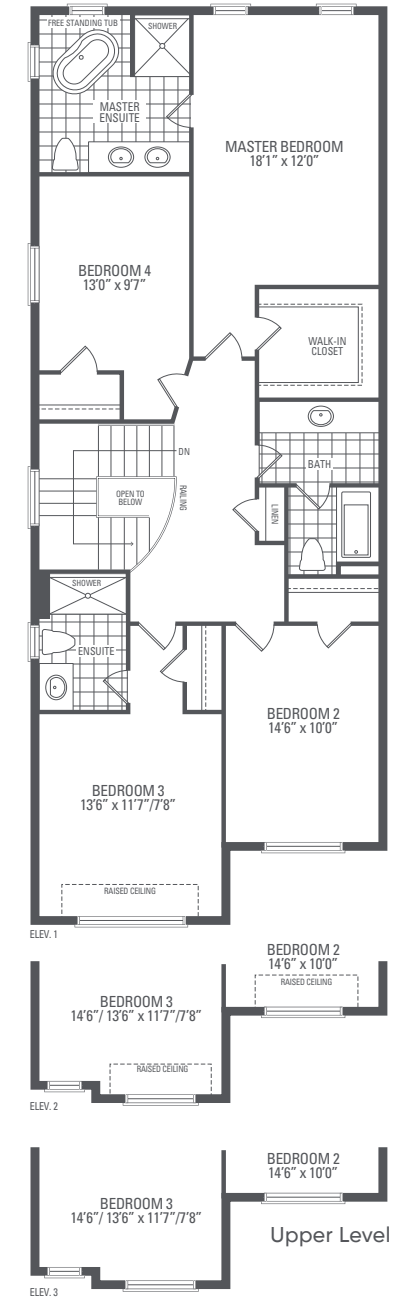 FREE STANDING TUB
SHOWER
MASTER
ENSUITE
MASTER BEDROOM
18'1" x 12'0"
BEDROOM 4
13'0" x 9'7"
WALK-IN
CLOSET
BATH
DN
RAILING
OPEN TO
BELOW
LINEN
SHOWER
ENSUITE
BEDROOM 2
14'6" x 10'0"
BEDROOM 3
13'6" x 11'7"/7'8"
RAISED CEILING
ELEV. 1
BEDROOM 2
14'6" x 10'0"
RAISED CEILING
BEDROOM 3
14'6"/ 13'6" x 11'7"/7'8"
RAISED CEILING
ELEV. 2
BEDROOM 2
14'6" x 10'0"
BEDROOM 3
14'6"/ 13'6" x 11'7"/7'8"
Upper Level
ELEV. 3